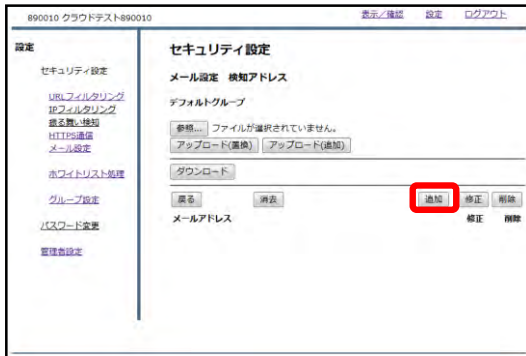 890010 クラウドテスト890010 表示／確認 設定 ログアウト
設定
セキュリティ設定
URLフィルタリング
IPフィルタリング
振る舞い検知
HTTPS通信
メール設定
ホワイトリスト処理
グループ設定
パスワード変更
管理者設定
セキュリティ設定
メール設定 検知アドレス
デフォルトグループ
参照... ファイルが選択されていません。
アップロード(置換) アップロード(追加)
ダウンロード
戻る 消去 追加 修正 削除
メールアドレス 修正 削除